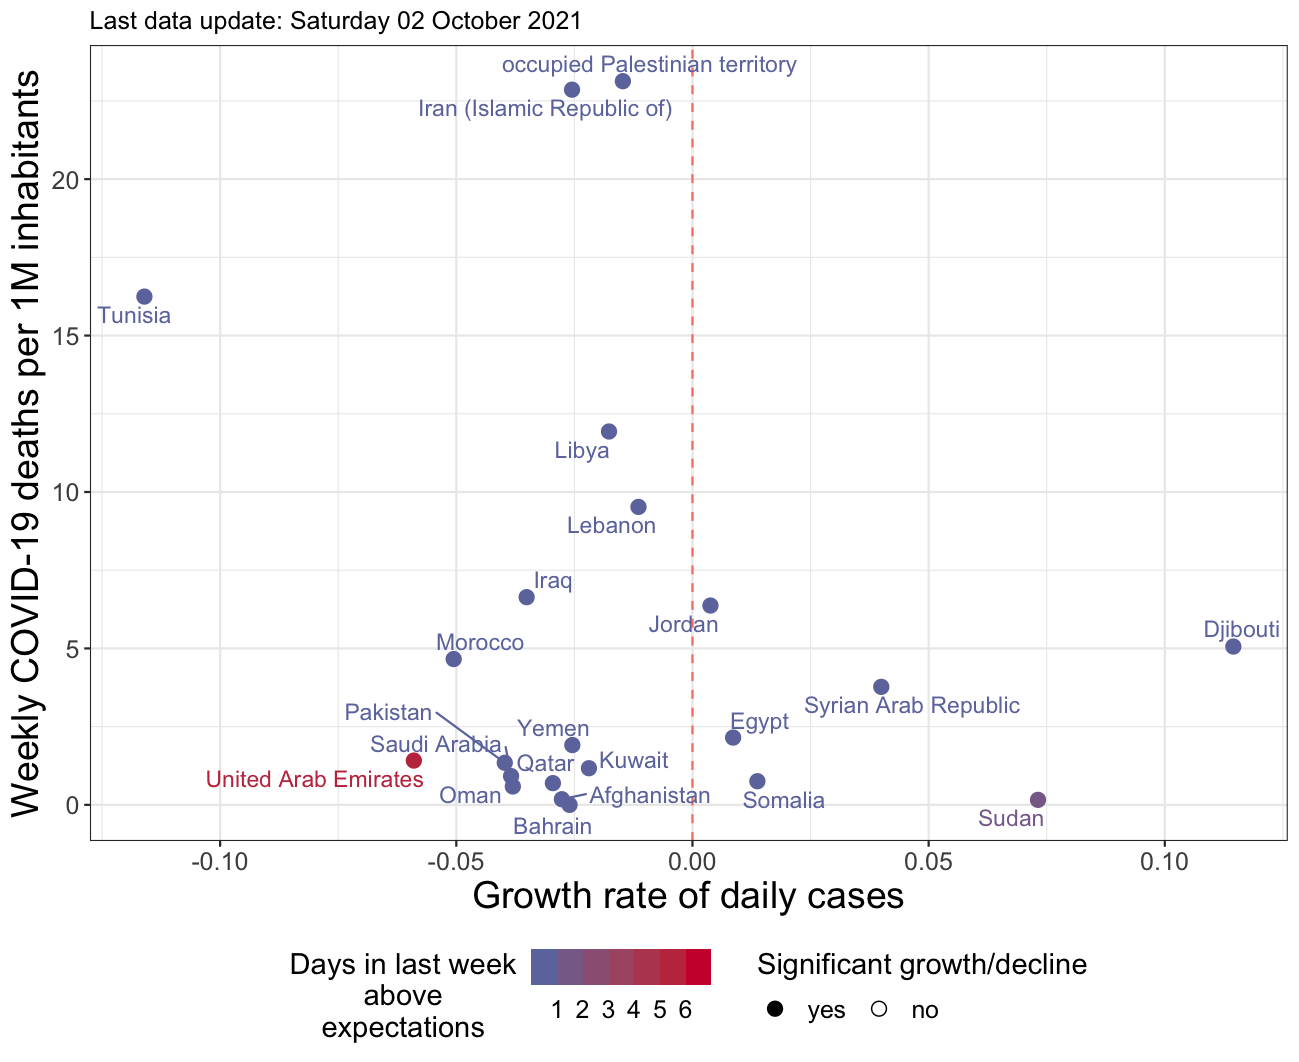 Last data update: Saturday 02 October 2021
Weekly COVID-19 deaths per 1M inhabitants
occupied Palestinian territory
Iran (Islamic Republic of)
20
Tunisia
15
Libya
10
Lebanon
Iraq
Jordan
Djibouti
Morocco
5
Syrian Arab Republic
Pakistan
Egypt
Yemen
Saudi Arabia
Qatar
Kuwait
United Arab Emirates
Oman
Afghanistan
Somalia
0
Sudan
Bahrain
-0.10 -0.05 0.00 0.05 0.10
Growth rate of daily cases
Days in last week
above
expectations
1 2 3 4 5 6
Significant growth/decline
yes no